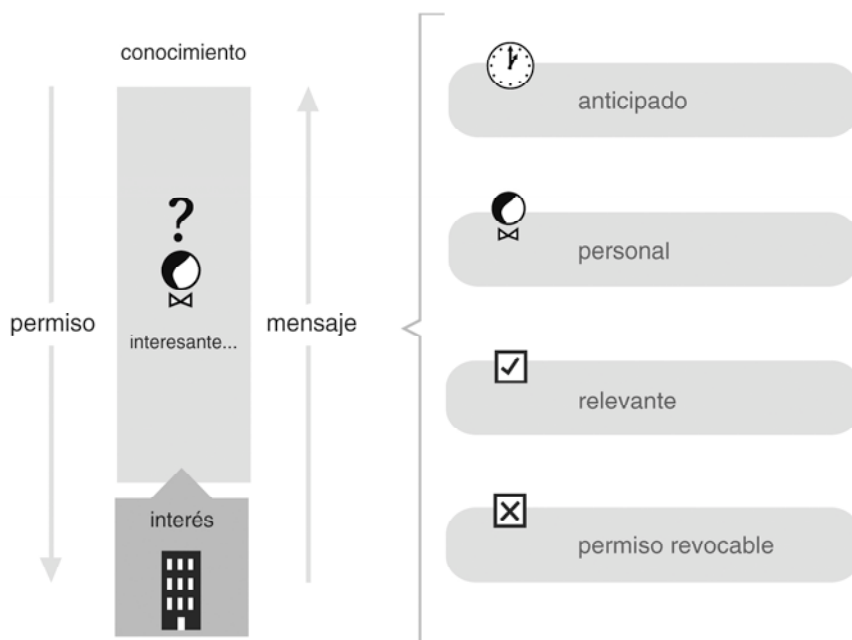 conocimiento
permiso
?
interesante...
mensaje
interés
anticipado
personal
relevante
permiso revocable